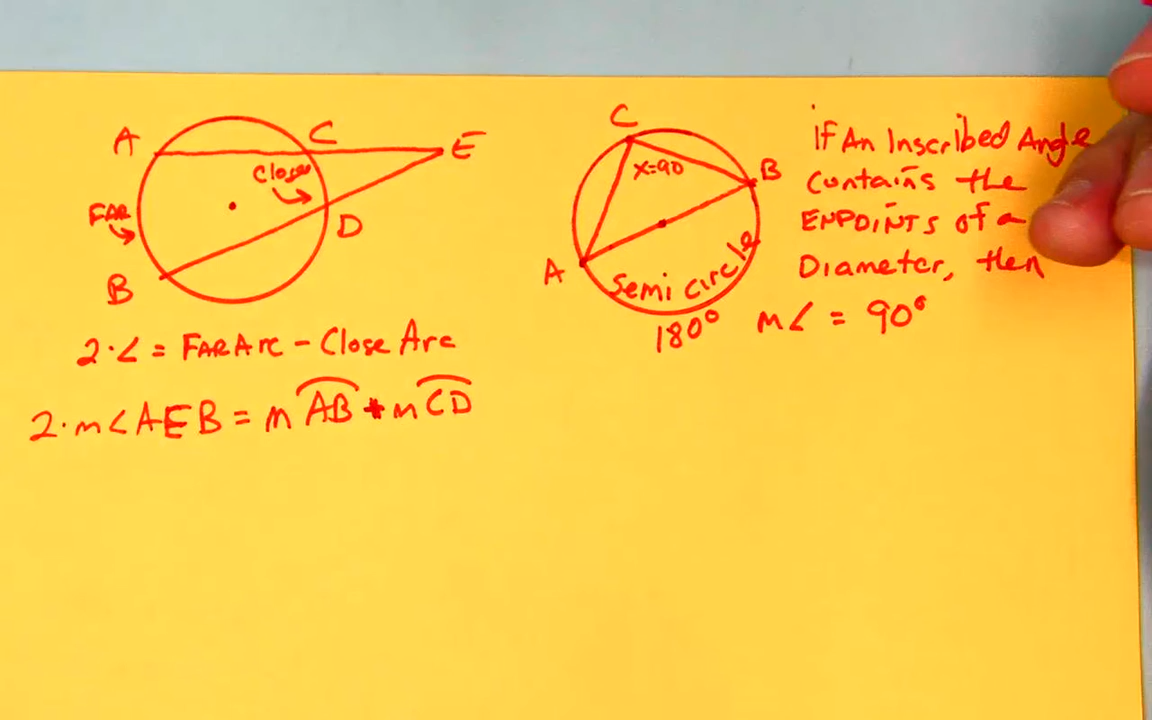 A
C
E
Close
FAR
D
B
2·∠ = FAR Arc - Close Arc
2·m∠AEB = m AB m CD
C
x=90
B
A
Semi circle
180°
if An Inscribed Angle
Contains the
ENPOINTS of a
Diameter, then
m∠ = 90°